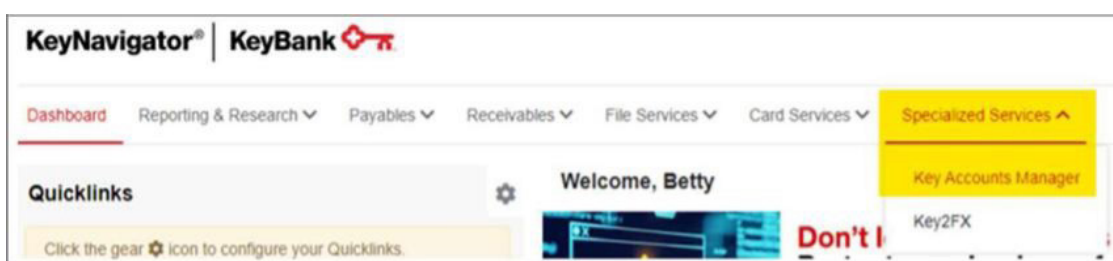 KeyNavigator® | KeyBank
Dashboard Reporting & Research Payables Receivables File Services Card Services Specialized Services
Quicklinks
Welcome, Betty
Key Accounts Manager
Click the gear icon to configure your Quicklinks.
Don't
Key2FX